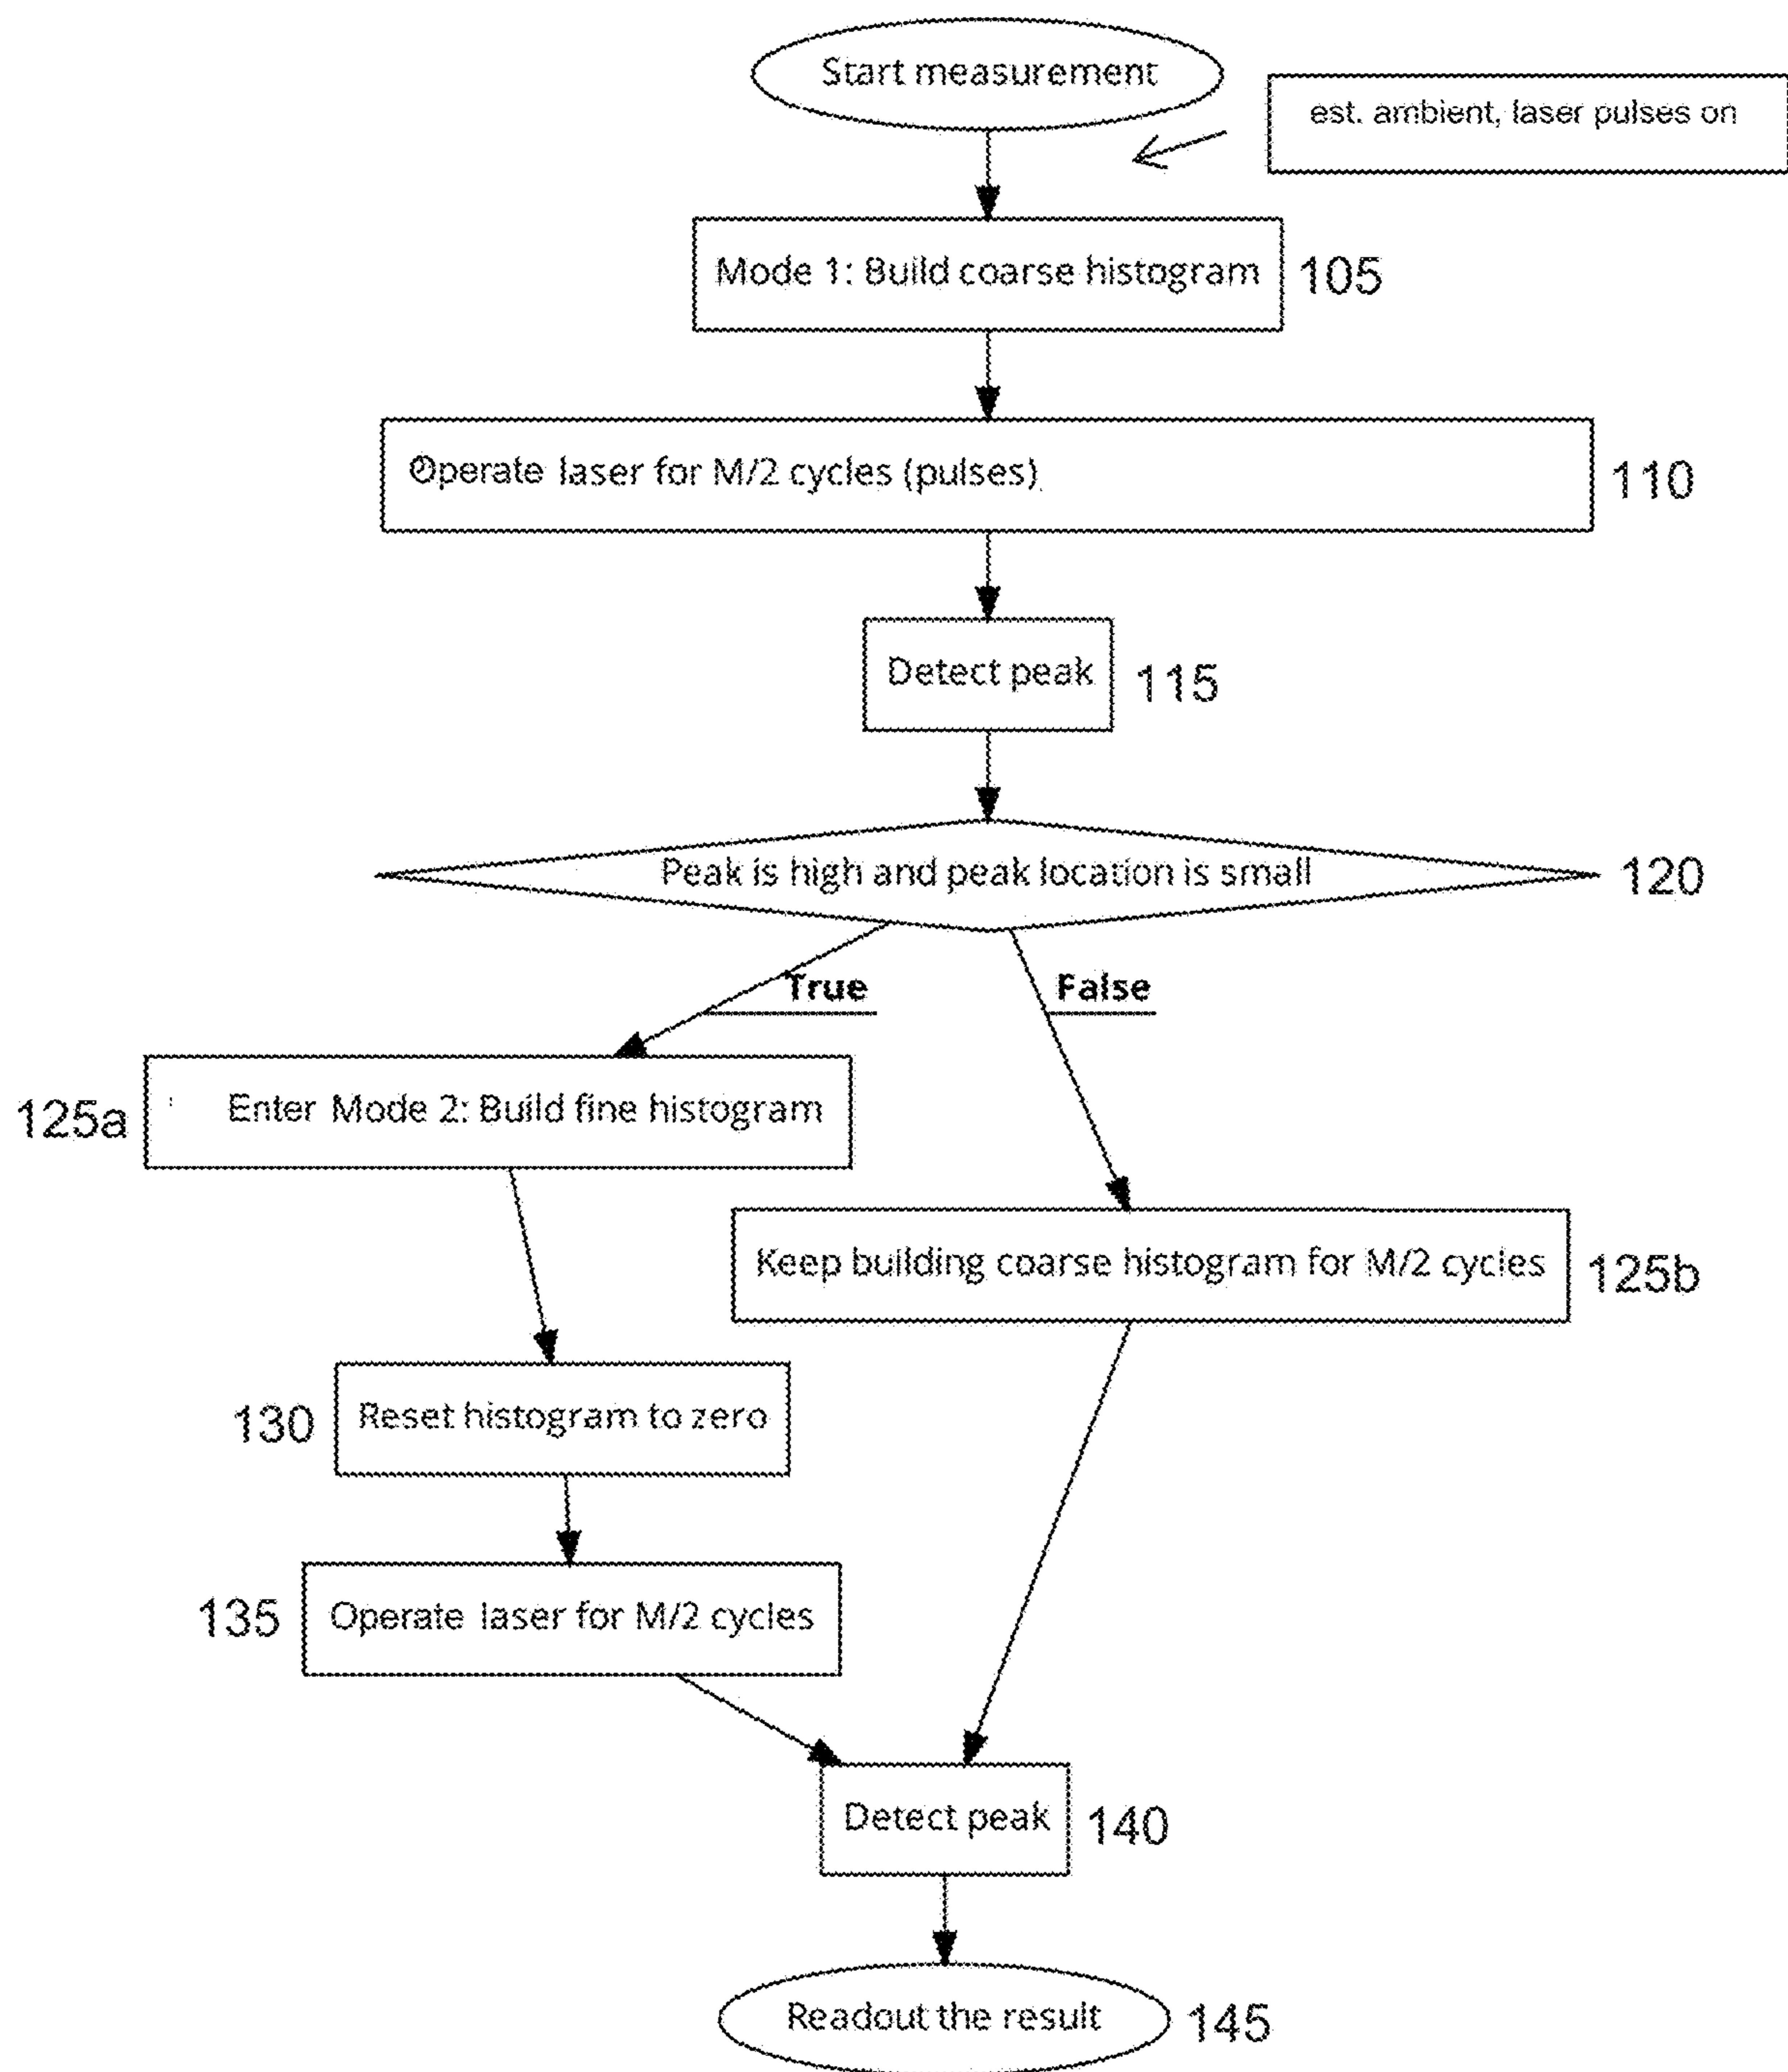 Start measurement
est. ambient, laser pulses on
Mode 1: Build coarse histogram
105
Operate laser for M/2 cycles (pulses)
110
Detect peak
115
Peak is high and peak location is small
120
True
False
125a
Enter Mode 2: Build fine histogram
Keep building coarse histogram for M/2 cycles
125b
130
Reset histogram to zero
135
Operate laser for M/2 cycles
Detect peak
140
Readout the result
145